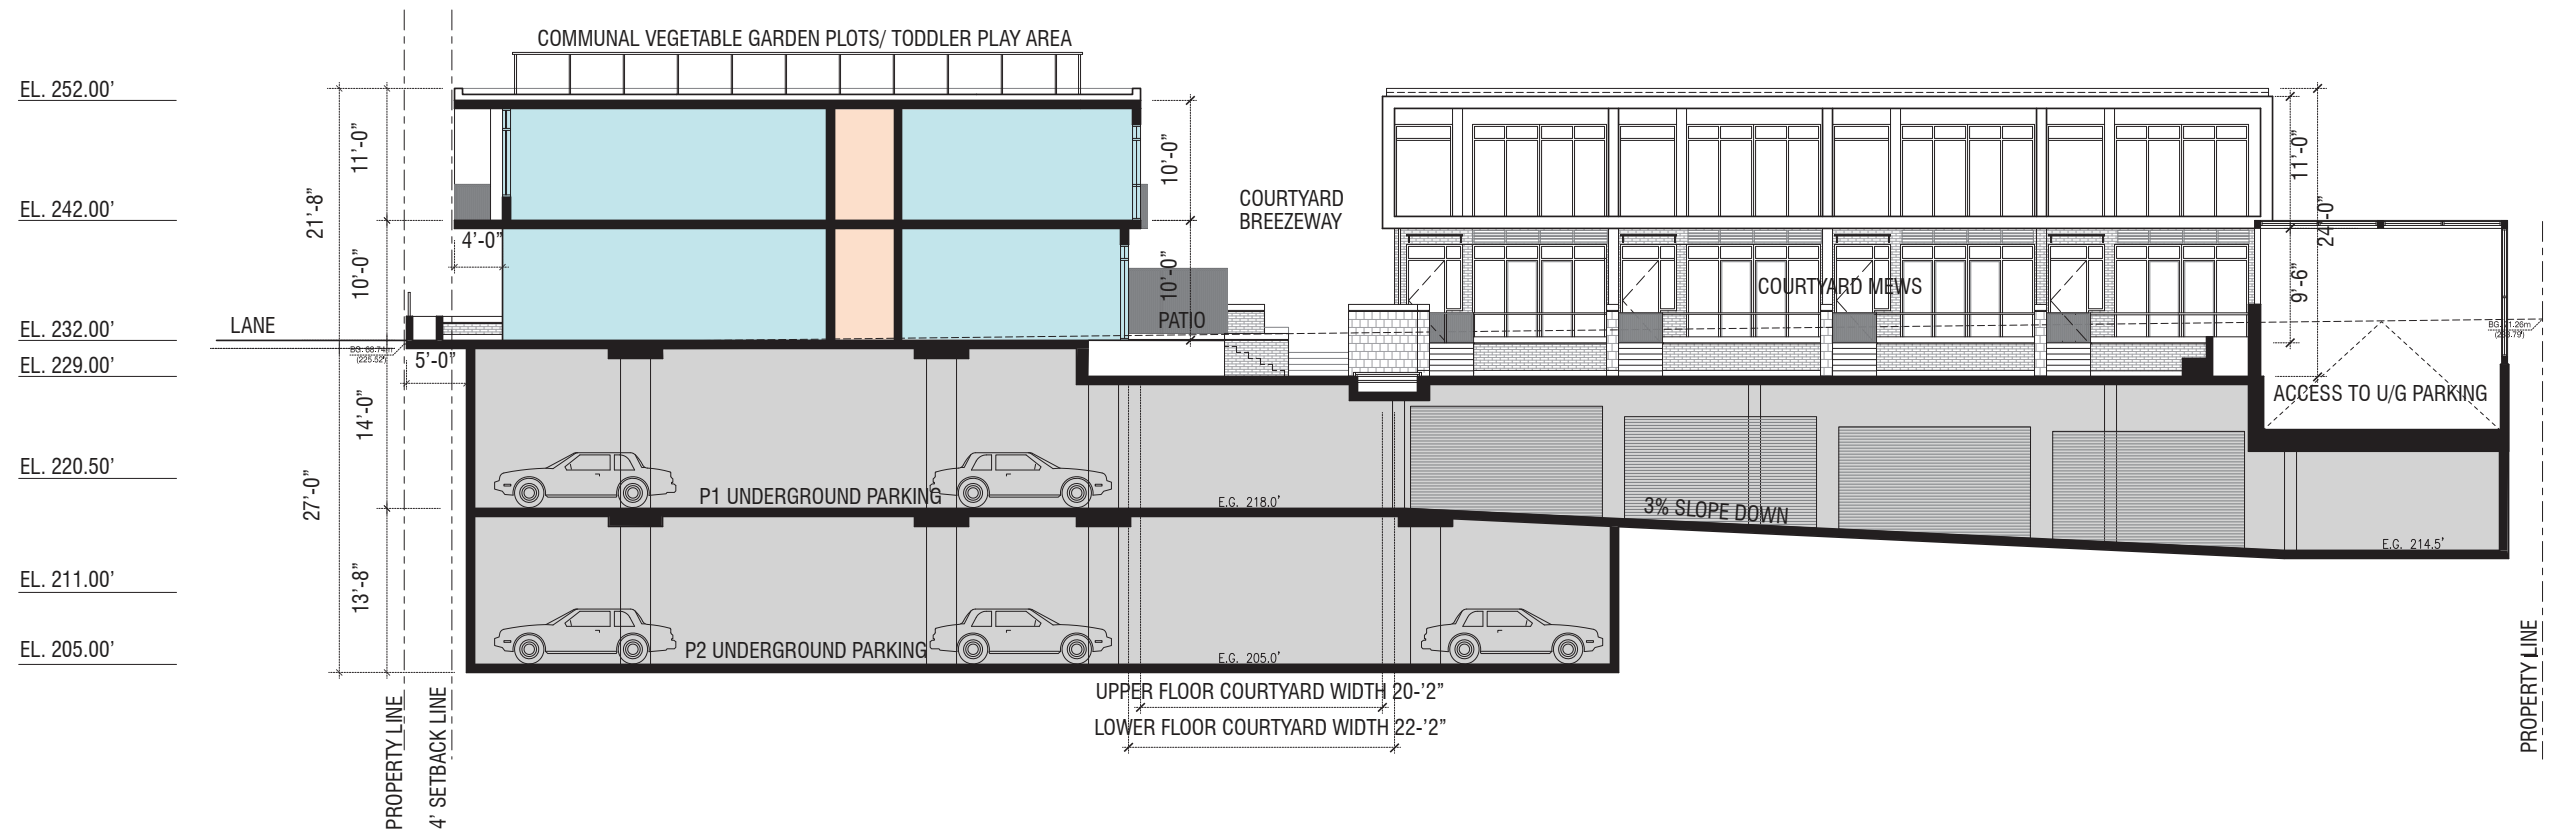 COMMUNAL VEGETABLE GARDEN PLOTS/ TODDLER PLAY AREA
EL. 252.00’
EL. 242.00’
EL. 232.00’
EL. 229.00’
EL. 220.50’
EL. 211.00’
EL. 205.00’
LANE
21’-8”
27’-0”
11’-0”
10’-0”
14’-0”
13’-8”
4’-0”
5’-0”
10’-0”
10’-0”
PATIO
COURTYARD
BREEZEWAY
COURTYARD MEWS
11’-0”
24’-0”
9’-6”
ACCESS TO U/G PARKING
P1 UNDERGROUND PARKING
E.G. 218.0’
3% SLOPE DOWN
E.G. 214.5’
P2 UNDERGROUND PARKING
E.G. 205.0’
UPPER FLOOR COURTYARD WIDTH 20-’2”
LOWER FLOOR COURTYARD WIDTH 22-’2”
PROPERTY LINE
4’ SETBACK LINE
PROPERTY LINE